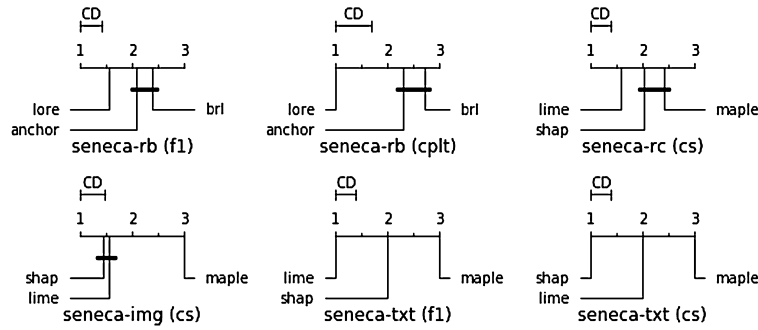 CD
1 2 3
lore brl
anchor
seneca-rb (f1)
CD
1 2 3
lore brl
anchor
seneca-rb (cplt)
CD
1 2 3
lime maple
shap
seneca-rc (cs)
CD
1 2 3
shap maple
lime
seneca-img (cs)
CD
1 2 3
lime maple
shap
seneca-txt (f1)
CD
1 2 3
shap maple
lime
seneca-txt (cs)